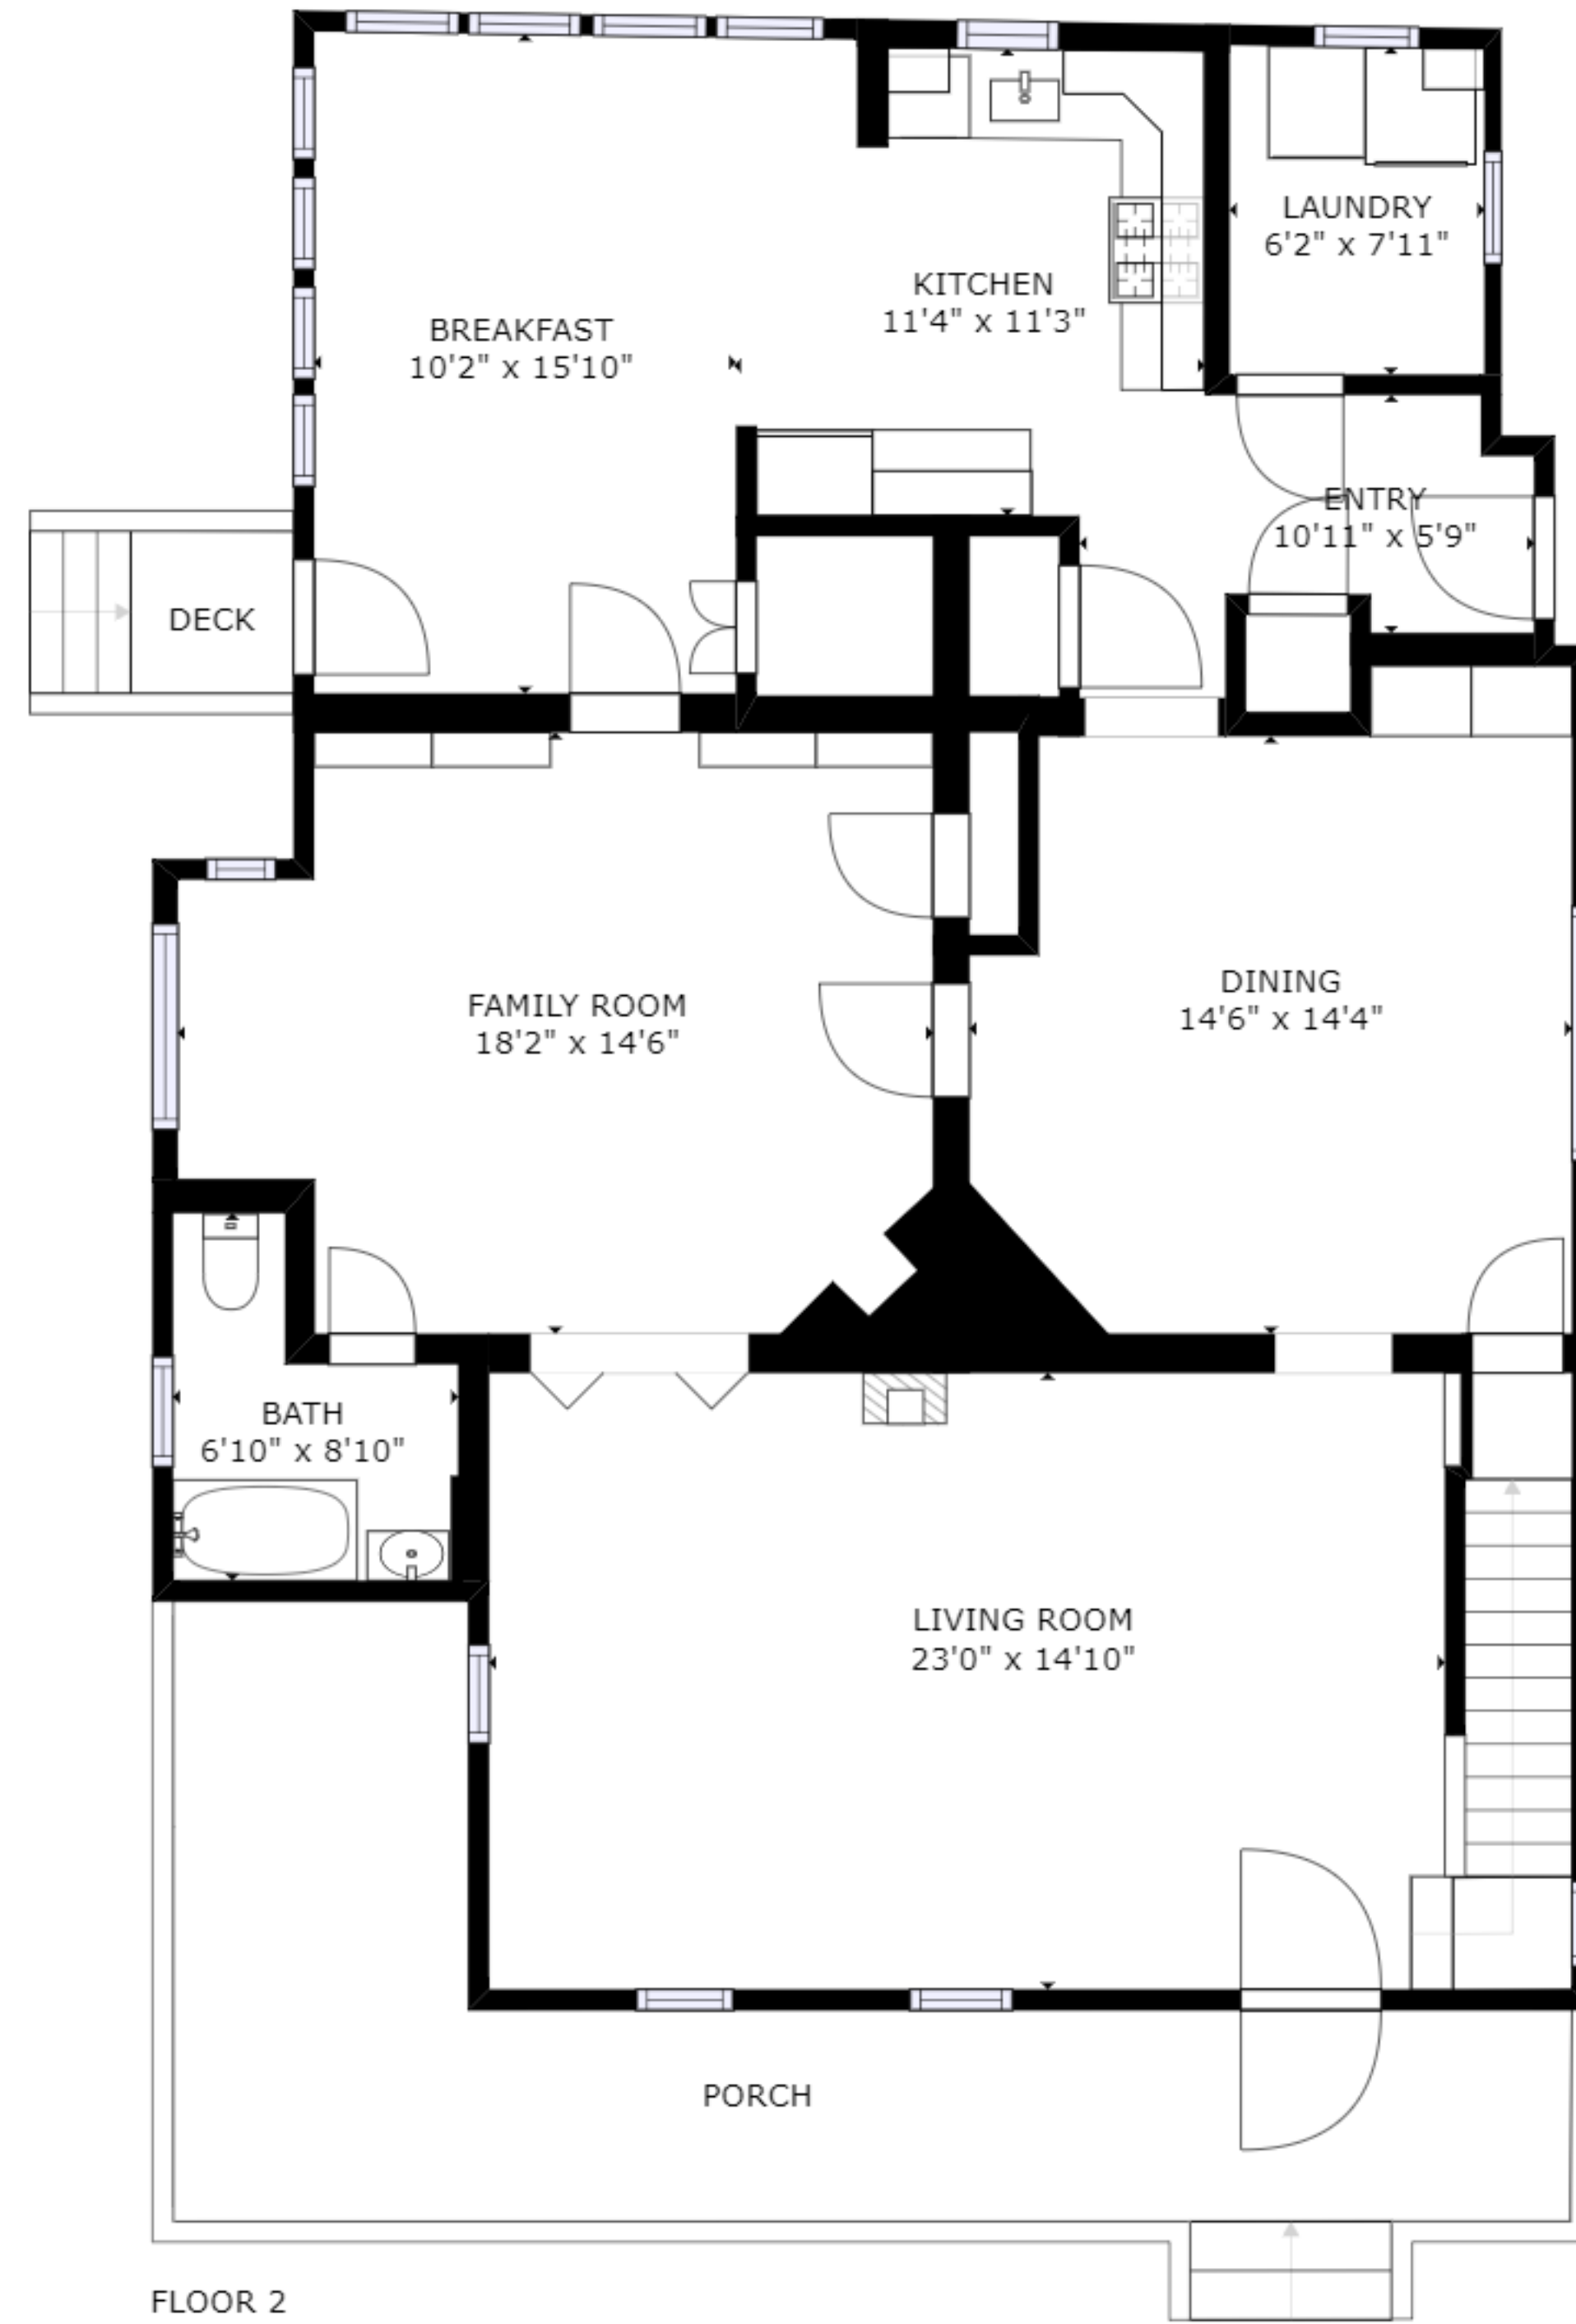 LAUNDRY
6'2" x 7'11"
KITCHEN
11'4" x 11'3"
BREAKFAST
10'2" x 15'10"
ENTRY
10'11" x 5'9"
DECK
DINING
14'6" x 14'4"
FAMILY ROOM
18'2" x 14'6"
BATH
6'10" x 8'10"
LIVING ROOM
23'0" x 14'10"
PORCH
FLOOR 2